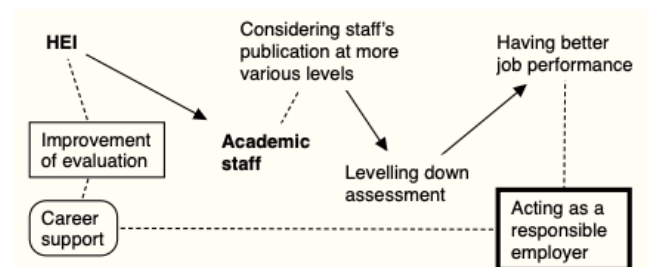 HEI
Considering staff's
publication at more
various levels
Having better
job performance
Improvement
of evaluation
Academic
staff
Levelling down
assessment
Career
support
Acting as a
responsible
employer